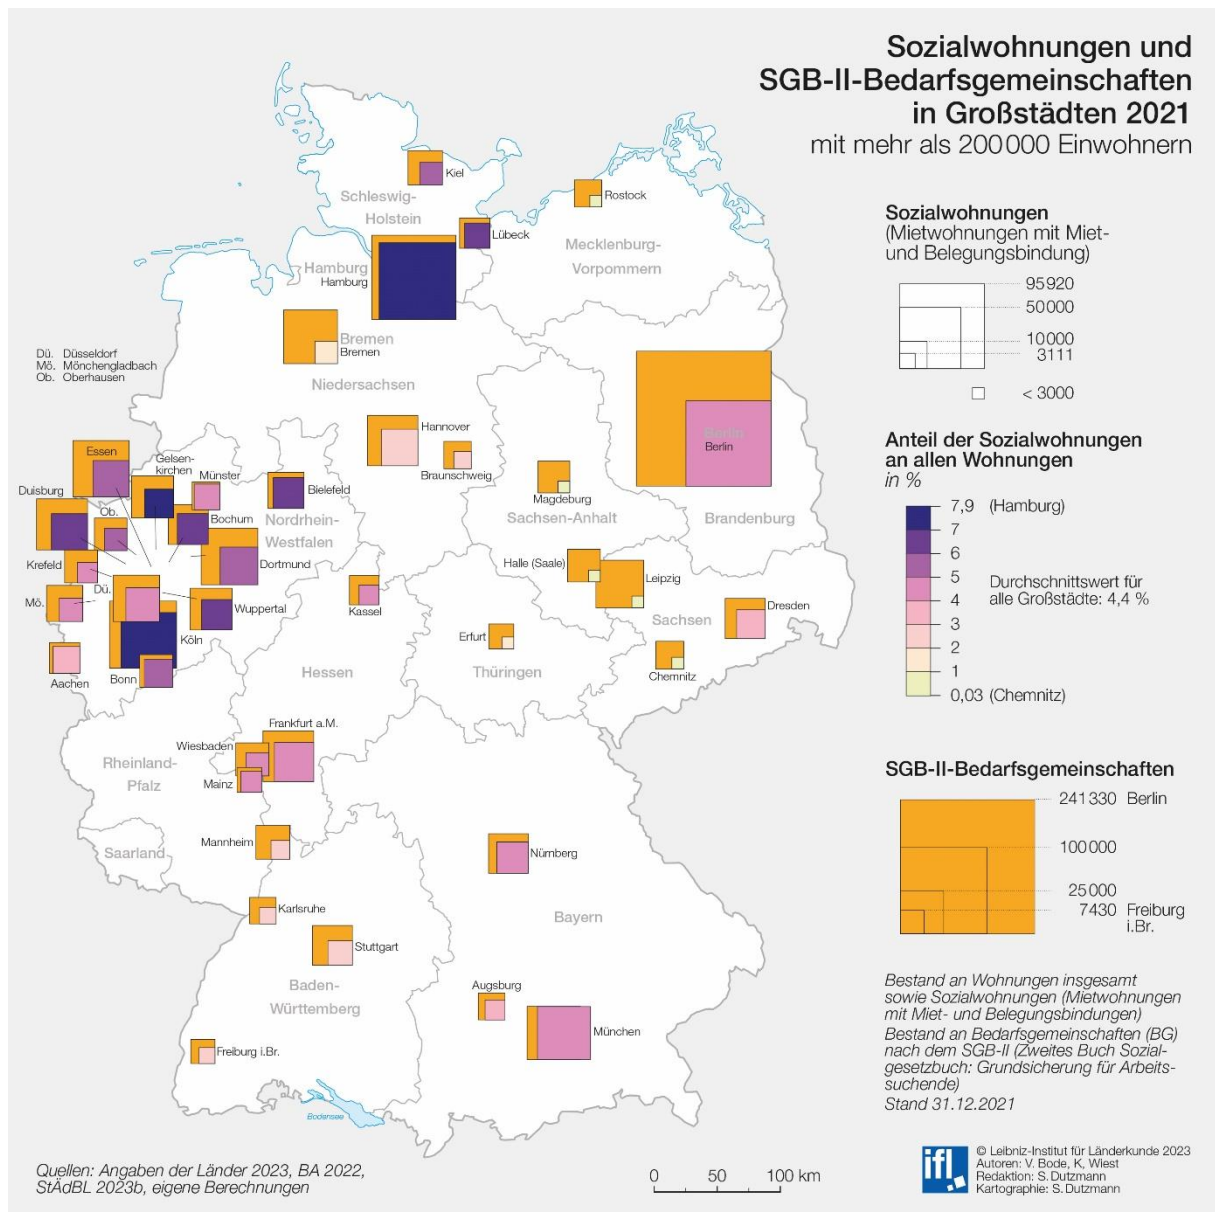 Sozialwohnungen und
SGB-II-Bedarfsgemeinschaften
in Großstädten 2021
mit mehr als 200 000 Einwohnern
Sozialwohnungen
(Mietwohnungen mit Miet-
und Belegungsbindung)
95920
50000
10000
3111
< 3000
Anteil der Sozialwohnungen
an allen Wohnungen
in %
7,9 (Hamburg)
7
6
5
4
3
2
1
0,03 (Chemnitz)
Durchschnittswert für
alle Großstädte: 4,4 %
SGB-II-Bedarfsgemeinschaften
241 330 Berlin
100 000
25 000
7430 Freiburg
i.Br.
Bestand an Wohnungen insgesamt
sowie Sozialwohnungen (Mietwohnungen
mit Miet- und Belegungsbindungen)
Bestand an Bedarfsgemeinschaften (BG)
nach dem SGB-II (Zweites Buch Sozial-
gesetzbuch: Grundsicherung für Arbeits-
suchende)
Stand 31.12.2021
ifl
© Leibniz-Institut für Länderkunde 2023
Autoren: V. Bode, K, Wiest
Redaktion: S. Dutzmann
Kartographie: S. Dutzmann
Kiel
Schleswig-
Holstein
Rostock
Lübeck
Mecklenburg-
Vorpommern
Hamburg
Hamburg
Bremen
Bremen
Dü. Düsseldorf
Mö. Mönchengladbach
Ob. Oberhausen
Niedersachsen
Hannover
Braunschweig
Berlin
Berlin
Essen
Gelsen-
kirchen
Münster
Bielefeld
Duisburg
Ob.
Bochum
Nordrhein-
Westfalen
Magdeburg
Sachsen-Anhalt
Brandenburg
Krefeld
Dortmund
Dü.
Mö.
Wuppertal
Kassel
Halle (Saale)
Leipzig
Dresden
Sachsen
Köln
Erfurt
Aachen
Bonn
Hessen
Thüringen
Chemnitz
Frankfurt a.M.
Wiesbaden
Rheinland-
Pfalz
Mainz
Mannheim
Saarland
Nürnberg
Karlsruhe
Bayern
Stuttgart
Baden-
Württemberg
Augsburg
München
Freiburg i.Br.
Bodensee
Quellen: Angaben der Länder 2023, BA 2022,
StÄdBL 2023b, eigene Berechnungen
0 50 100 km